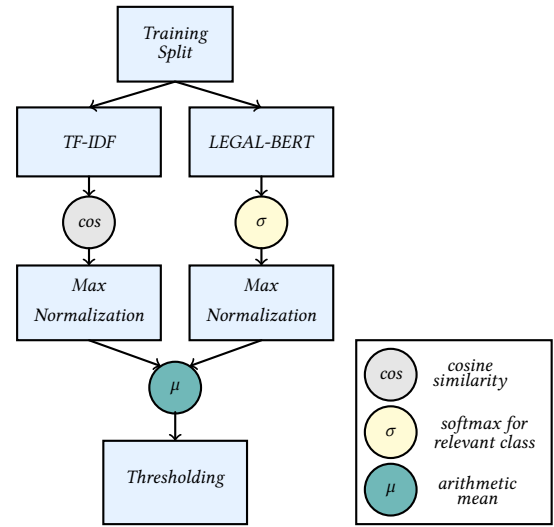 Training
Split
TF-IDF
LEGAL-BERT
cos
σ
Max
Normalization
Max
Normalization
μ
Thresholding
cos
cosine
similarity
σ
softmax for
relevant class
μ
arithmetic
mean